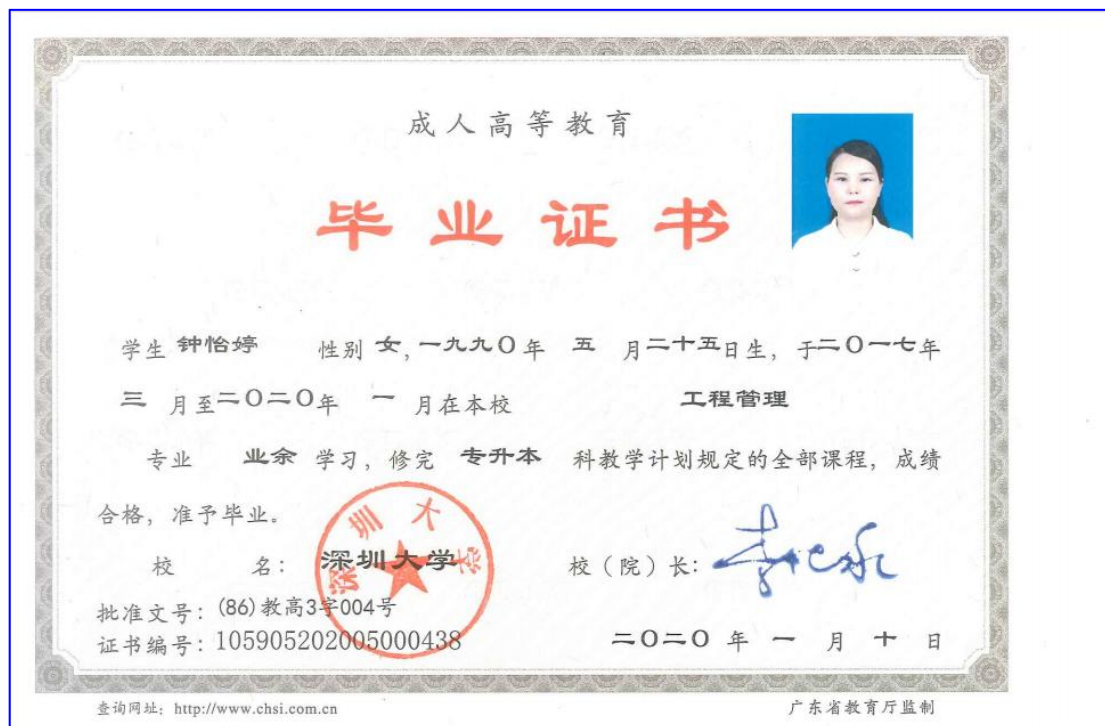 成人高等教育
毕业证书
学生 钟怡婷 性别 女,一九九〇年 五 月二十五日生,于二〇一七年
三 月至二〇二〇年 一 月在本校 工程管理
专业 业余 学习,修完 专升本 科教学计划规定的全部课程,成绩
合格,准予毕业。
深圳大学
校 名: 深圳大学 校(院)长:
批准文号: (86)教高3字004号
证书编号: 105905202005000438 二〇二〇 年 一 月 十 日
查询网址: http://www.chsi.com.cn 广东省教育厅监制